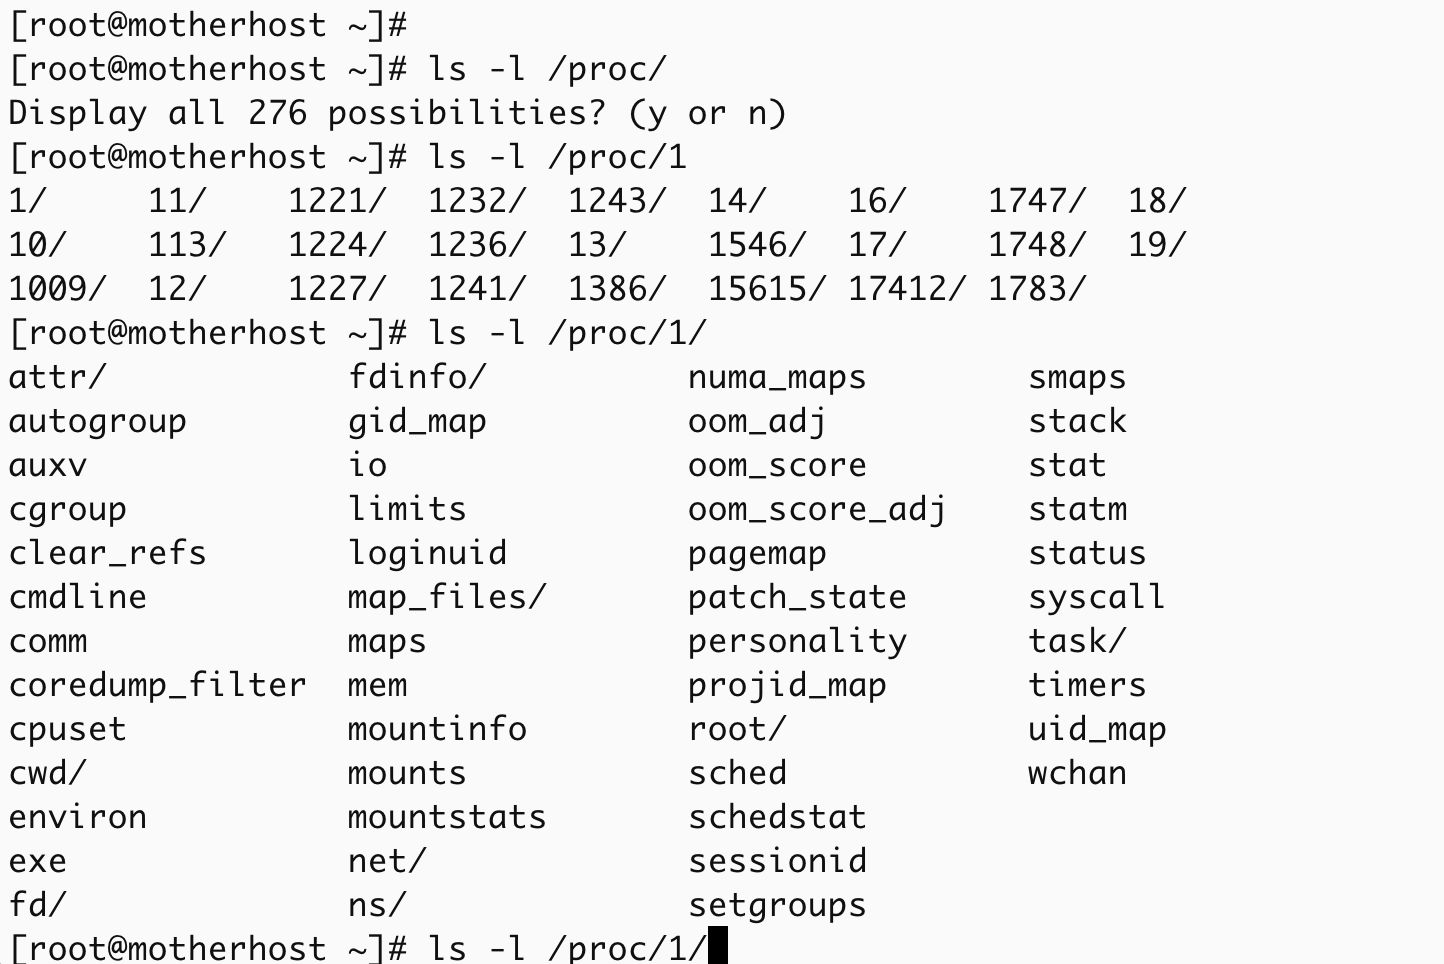 [root@motherhost ~]#
[root@motherhost ~]# ls -l /proc/
Display all 276 possibilities? (y or n)
[root@motherhost ~]# ls -l /proc/1
1/     11/    1221/  1232/  1243/  14/    16/    1747/  18/
10/    113/   1224/  1236/  13/    1546/  17/    1748/  19/
1009/  12/    1227/  1241/  1386/  15615/ 17412/ 1783/
[root@motherhost ~]# ls -l /proc/1/
attr/            fdinfo/          numa_maps        smaps
autogroup        gid_map          oom_adj          stack
auxv             io               oom_score        stat
cgroup           limits           oom_score_adj    statm
clear_refs       loginuid         pagemap          status
cmdline          map_files/       patch_state      syscall
comm             maps             personality      task/
coredump_filter  mem              projid_map       timers
cpuset           mountinfo        root/            uid_map
cwd/             mounts           sched            wchan
environ          mountstats       schedstat
exe              net/             sessionid
fd/              ns/              setgroups
[root@motherhost ~]# ls -l /proc/1/